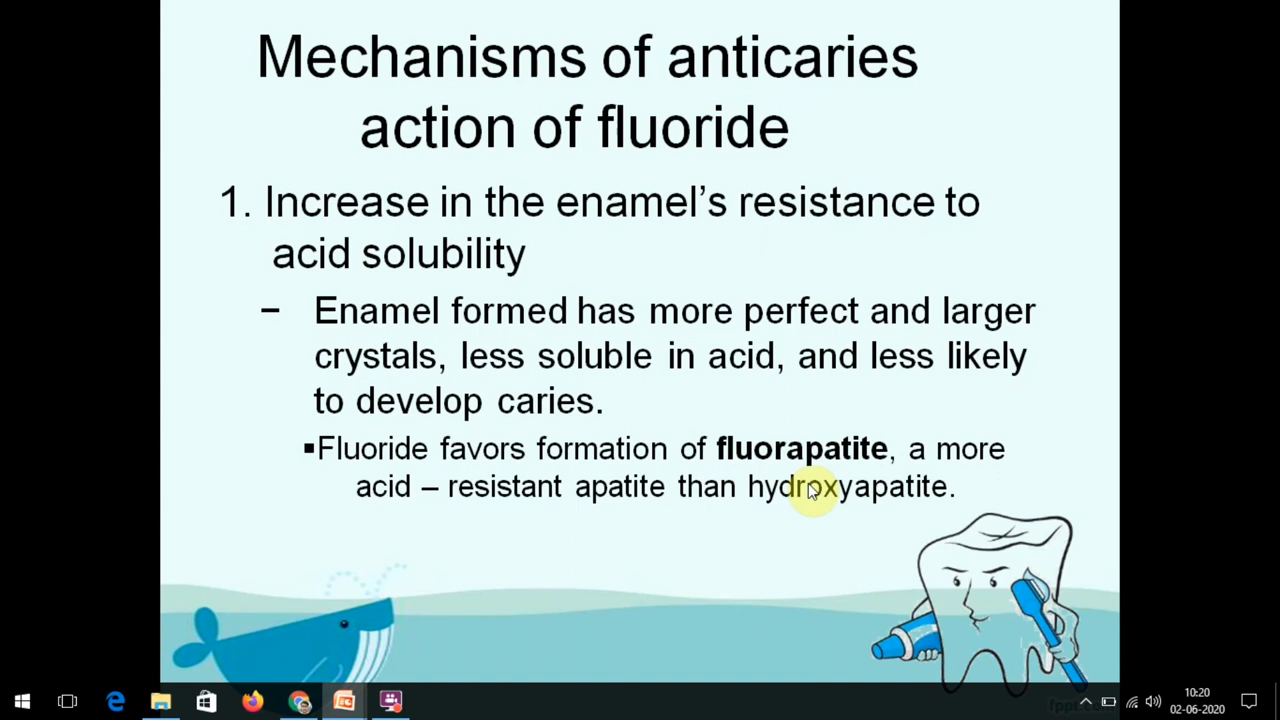 Mechanisms of anticaries
action of fluoride
1. Increase in the enamel’s resistance to
acid solubility
– Enamel formed has more perfect and larger
crystals, less soluble in acid, and less likely
to develop caries.
▪Fluoride favors formation of fluorapatite, a more
acid – resistant apatite than hydroxyapatite.
10:20
02-06-2020